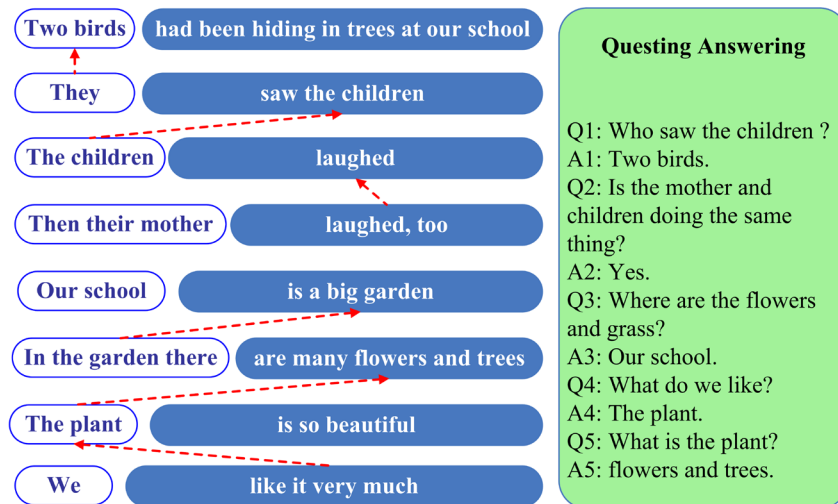 Two birds had been hiding in trees at our school
They saw the children
The children laughed
Then their mother laughed, too
Our school is a big garden
In the garden there are many flowers and trees
The plant is so beautiful
We like it very much
Questing Answering
Q1: Who saw the children ?
A1: Two birds.
Q2: Is the mother and
children doing the same
thing?
A2: Yes.
Q3: Where are the flowers
and grass?
A3: Our school.
Q4: What do we like?
A4: The plant.
Q5: What is the plant?
A5: flowers and trees.